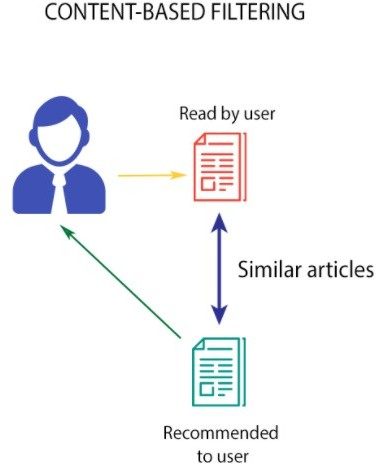 CONTENT-BASED FILTERING
Read by user
Similar articles
Recommended
to user